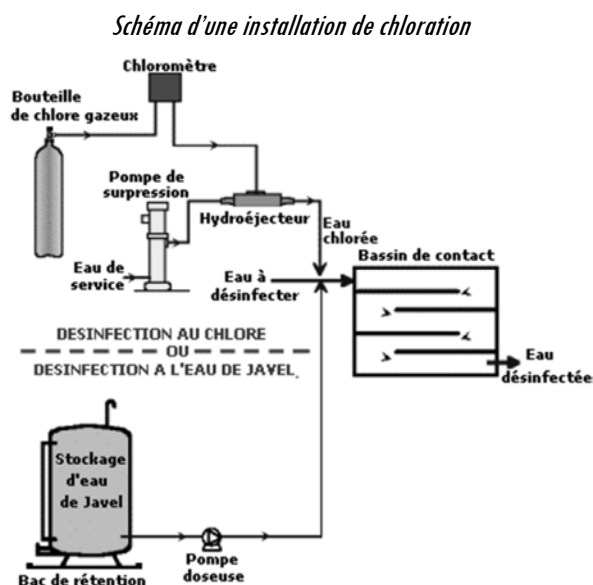 Schéma d'une installation de chloration
Chloromètre
Bouteille
de chlore gazeux
Pompe de
surpression
Hydroéjecteur
Eau
chlorée
Bassin de contact
Eau de
service
Eau à
désinfecter
DESINFECTION AU CHLORE
OU
DESINFECTION A L'EAU DE JAVEL
Eau
désinfectée
Stockage
d'eau
de Javel
Pompe
doseuse
Bac de rétention